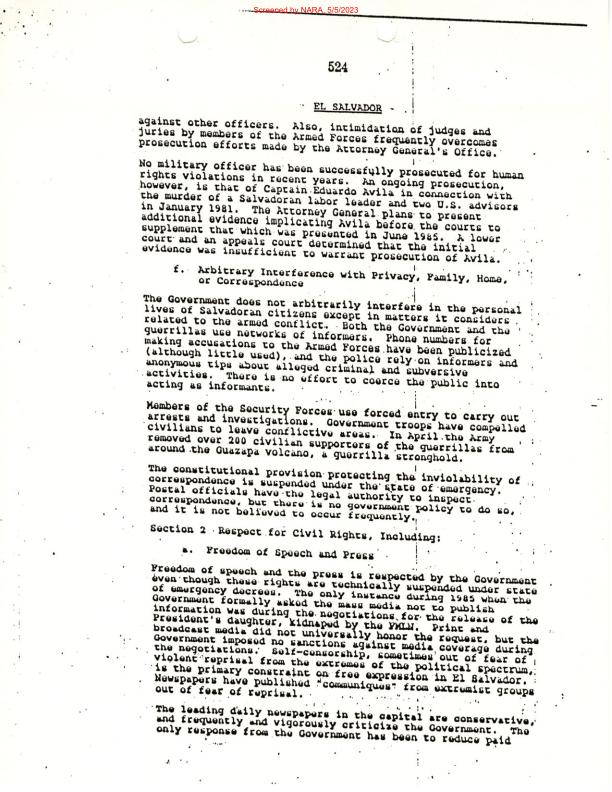 Screened by NARA, 5/5/2023
524
EL SALVADOR
against other officers. Also, intimidation of judges and
juries by members of the Armed Forces frequently overcomes
prosecution efforts made by the Attorney General's Office.
No military officer has been successfully prosecuted for human
rights violations in recent years. An ongoing prosecution,
however, is that of Captain Eduardo Avila in connection with
the murder of a Salvadoran labor leader and two U.S. advisors
in January 1981. The Attorney General plans to present
additional evidence implicating Avila before the courts to
supplement that which was presented in June 1985. A lower
court and an appeals court determined that the initial
evidence was insufficient to warrant prosecution of Avila.
f. Arbitrary Interference with Privacy, Family, Home,
or Correspondence
The Government does not arbitrarily interfere in the personal
lives of Salvadoran citizens except in matters it considers
related to the armed conflict. Both the Government and the
guerrillas use networks of informers. Phone numbers for
making accusations to the Armed Forces have been publicized
(although little used), and the police rely on informers and
anonymous tips about alleged criminal and subversive
activities. There is no effort to coerce the public into
acting as informants.
Members of the Security Forces use forced entry to carry out
arrests and investigations. Government troops have compelled
civilians to leave conflictive areas. In April the Army
removed over 200 civilian supporters of the guerrillas from
around the Guazapa volcano, a guerrilla stronghold.
The constitutional provision protecting the inviolability of
correspondence is suspended under the state of emergency.
Postal officials have the legal authority to inspect
correspondence, but there is no government policy to do so,
and it is not believed to occur frequently.
Section 2 Respect for Civil Rights, Including:
a. Freedom of Speech and Press
Freedom of speech and the press is respected by the Government
even though these rights are technically suspended under state
of emergency decrees. The only instance during 1985 when the
Government formally asked the mass media not to publish
information was during the negotiations for the release of the
President's daughter, kidnaped by the FMLN. Print and
broadcast media did not universally honor the request, but the
Government imposed no sanctions against media coverage during
the negotiations. Self-censorship, sometimes out of fear of
violent reprisal from the extremes of the political spectrum,
is the primary constraint on free expression in El Salvador.
Newspapers have published "communiques" from extremist groups
out of fear of reprisal.
The leading daily newspapers in the capital are conservative,
and frequently and vigorously criticize the Government. The
only response from the Government has been to reduce paid